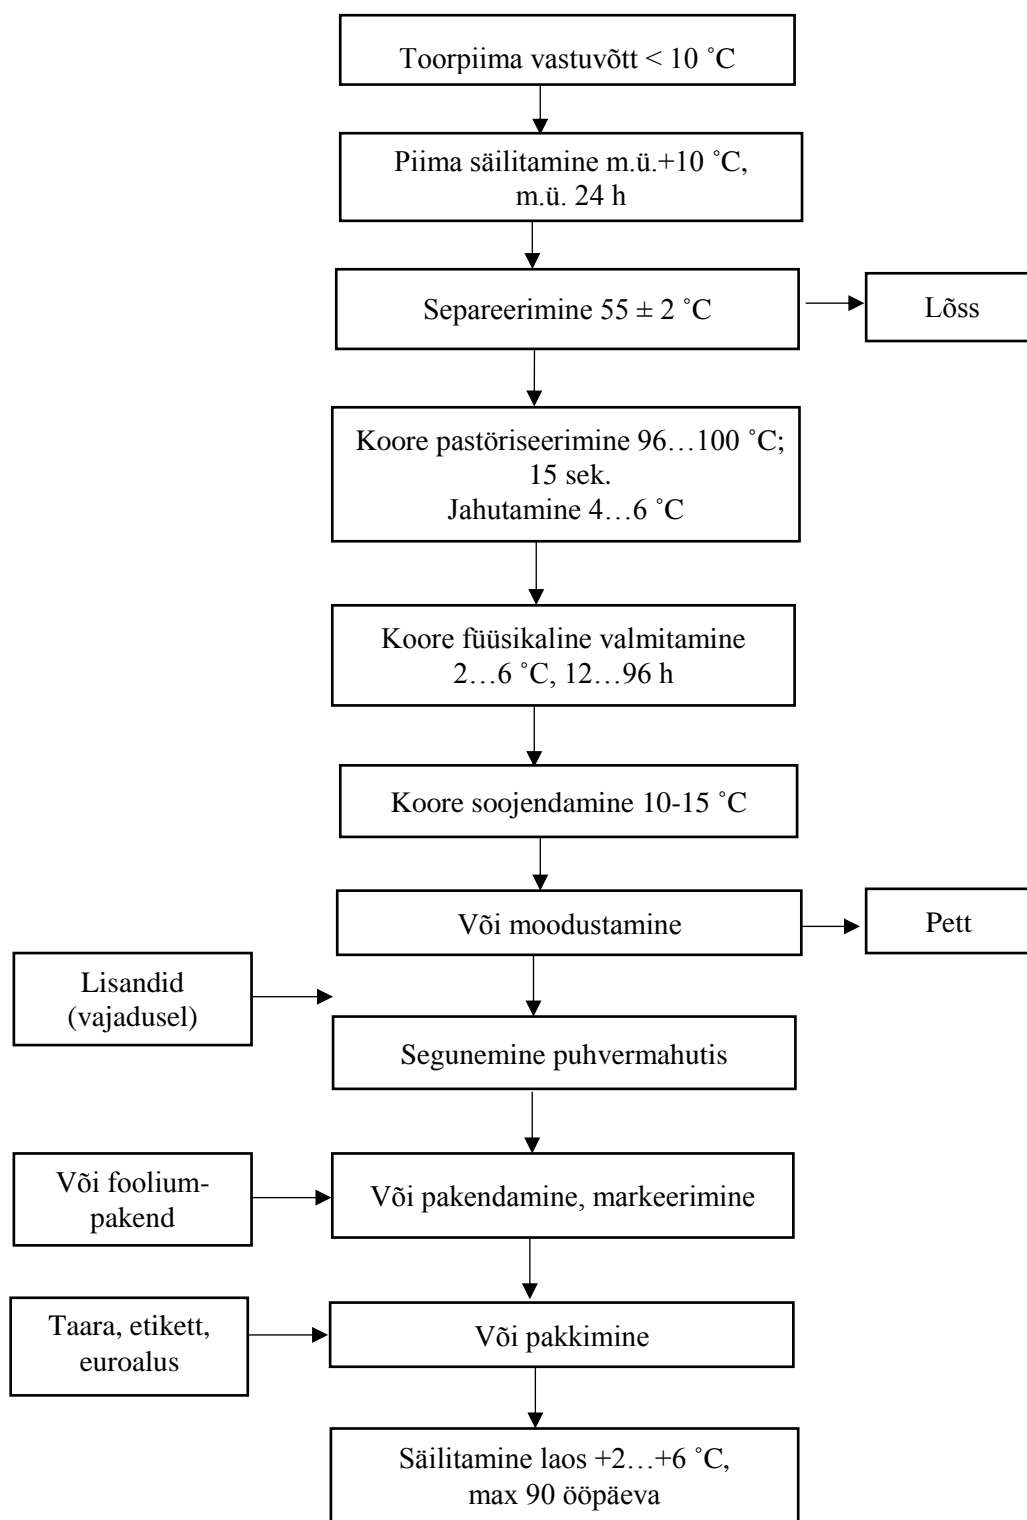 Toorpiima vastuvõtt < 10 ˚C
Piima säilitamine m.ü.+10 ˚C,
m.ü. 24 h
Separeerimine 55 ± 2 ˚C
Lõss
Koore pastöriseerimine 96…100 ˚C;
15 sek.
Jahutamine 4…6 ˚C
Koore füüsikaline valmitamine
2…6 ˚C, 12…96 h
Koore soojendamine 10-15 ˚C
Või moodustamine
Pett
Lisandid
(vajadusel)
Segunemine puhvermahutis
Või foolium-
pakend
Või pakendamine, markeerimine
Taara, etikett,
euroalus
Või pakkimine
Säilitamine laos +2…+6 ˚C,
max 90 ööpäeva